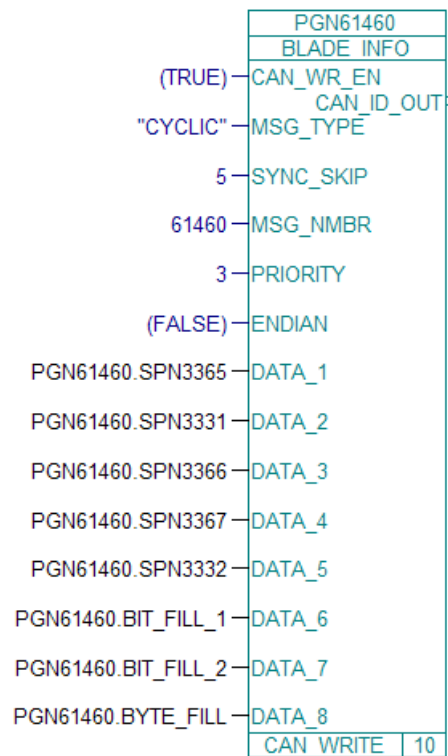 PGN61460
BLADE_INFO
(TRUE) CAN_WR_EN
CAN_ID_OUT
"CYCLIC" MSG_TYPE
5 SYNC_SKIP
61460 MSG_NMBR
3 PRIORITY
(FALSE) ENDIAN
PGN61460.SPN3365 DATA_1
PGN61460.SPN3331 DATA_2
PGN61460.SPN3366 DATA_3
PGN61460.SPN3367 DATA_4
PGN61460.SPN3332 DATA_5
PGN61460.BIT_FILL_1 DATA_6
PGN61460.BIT_FILL_2 DATA_7
PGN61460.BYTE_FILL DATA_8
CAN_WRITE 10